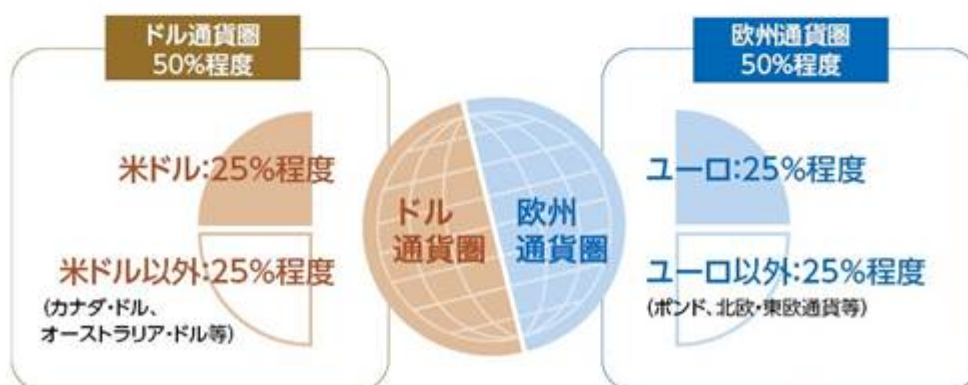 ドル通貨圏
50%程度
米ドル:25%程度
米ドル以外:25%程度
(カナダ・ドル、
オーストラリア・ドル等)
ドル
通貨圏
欧州
通貨圏
欧州通貨圏
50%程度
ユーロ:25%程度
ユーロ以外:25%程度
(ポンド、北欧・東欧通貨等)